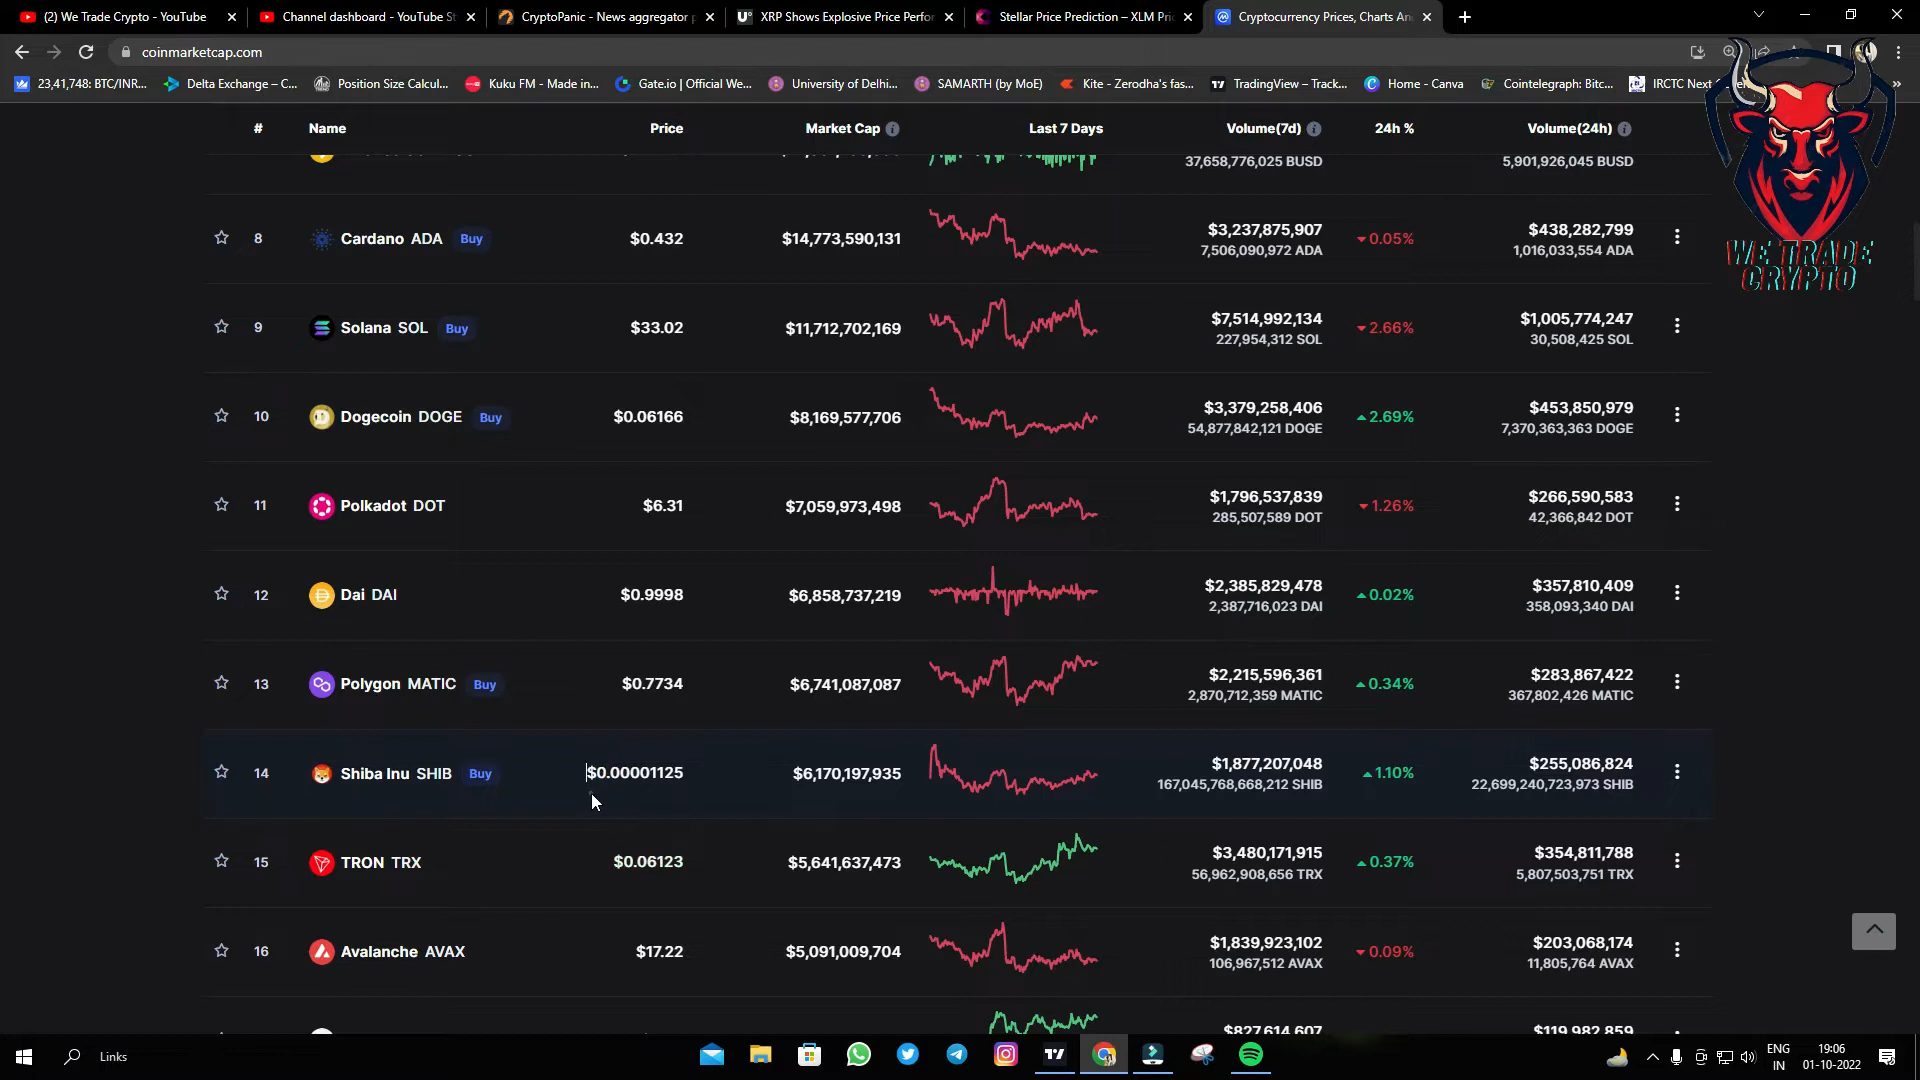 (2) We Trade Crypto - YouTube
Channel dashboard - YouTube St
CryptoPanic - News aggregator p
XRP Shows Explosive Price Perfo
Stellar Price Prediction – XLM Pri
Cryptocurrency Prices, Charts An
coinmarketcap.com
23,41,748: BTC/INR...
Delta Exchange – C...
Position Size Calcul...
Kuku FM - Made in...
Gate.io | Official We...
University of Delhi...
SAMARTH (by MoE)
Kite - Zerodha's fas...
TradingView – Track...
Home - Canva
Cointelegraph: Bitc...
IRCTC Next
# Name Price Market Cap Last 7 Days Volume(7d) 24h % Volume(24h)
37,658,776,025 BUSD 5,901,926,045 BUSD
8 Cardano ADA Buy $0.432 $14,773,590,131 $3,237,875,907 0.05% $438,282,799
7,506,090,972 ADA 1,016,033,554 ADA
9 Solana SOL Buy $33.02 $11,712,702,169 $7,514,992,134 2.66% $1,005,774,247
227,954,312 SOL 30,508,425 SOL
10 Dogecoin DOGE Buy $0.06166 $8,169,577,706 $3,379,258,406 2.69% $453,850,979
54,877,842,121 DOGE 7,370,363,363 DOGE
11 Polkadot DOT $6.31 $7,059,973,498 $1,796,537,839 1.26% $266,590,583
285,507,589 DOT 42,366,842 DOT
12 Dai DAI $0.9998 $6,858,737,219 $2,385,829,478 0.02% $357,810,409
2,387,716,023 DAI 358,093,340 DAI
13 Polygon MATIC Buy $0.7734 $6,741,087,087 $2,215,596,361 0.34% $283,867,422
2,870,712,359 MATIC 367,802,426 MATIC
14 Shiba Inu SHIB Buy $0.00001125 $6,170,197,935 $1,877,207,048 1.10% $255,086,824
167,045,768,668,212 SHIB 22,699,240,723,973 SHIB
15 TRON TRX $0.06123 $5,641,637,473 $3,480,171,915 0.37% $354,811,788
56,962,908,656 TRX 5,807,503,751 TRX
16 Avalanche AVAX $17.22 $5,091,009,704 $1,839,923,102 0.09% $203,068,174
106,967,512 AVAX 11,805,764 AVAX
$827,614,607 $119,982,859
WE TRADE
CRYPTO
Links
ENG
IN
19:06
01-10-2022